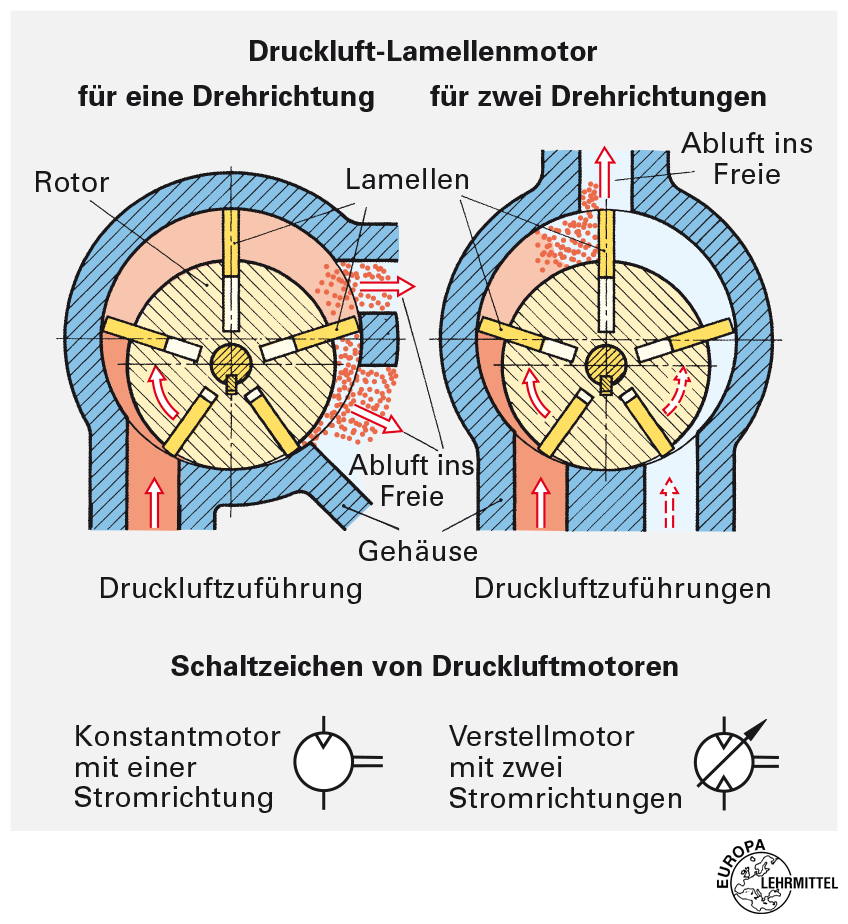 Druckluft-Lamellenmotor
für eine Drehrichtung
für zwei Drehrichtungen
Rotor
Lamellen
Abluft ins
Freie
Abluft ins
Freie
Gehäuse
Druckluftzuführung
Druckluftzuführungen
Schaltzeichen von Druckluftmotoren
Konstantmotor
mit einer
Stromrichtung
Verstellmotor
mit zwei
Stromrichtungen
EUROPA
LEHRMITTEL